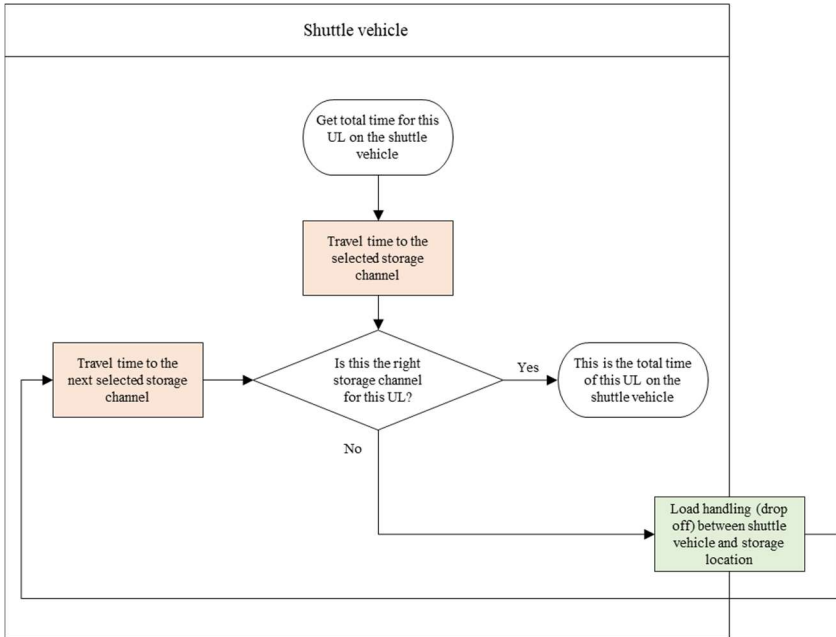 Shuttle vehicle
Get total time for this
UL on the shuttle
vehicle
Travel time to the
selected storage
channel
Travel time to the
next selected storage
channel
Is this the right
storage channel
for this UL?
Yes
This is the total time
of this UL on the
shuttle vehicle
No
Load handling (drop
off) between shuttle
vehicle and storage
location